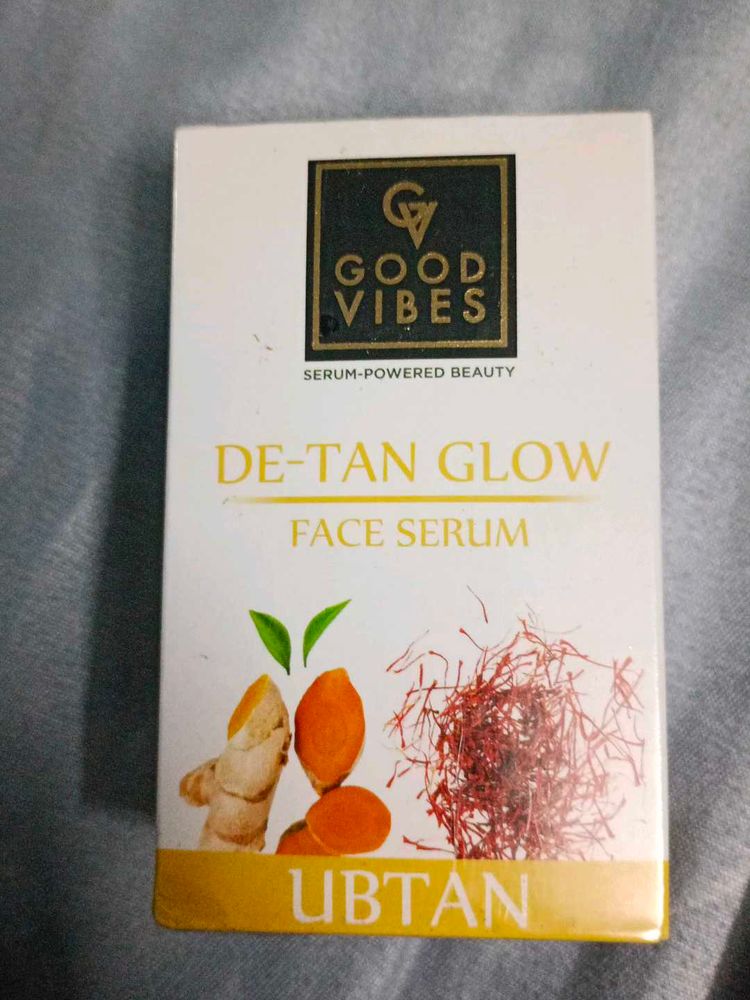 GV
GOOD
VIBES
SERUM-POWERED BEAUTY
DE-TAN GLOW
FACE SERUM
UBTAN